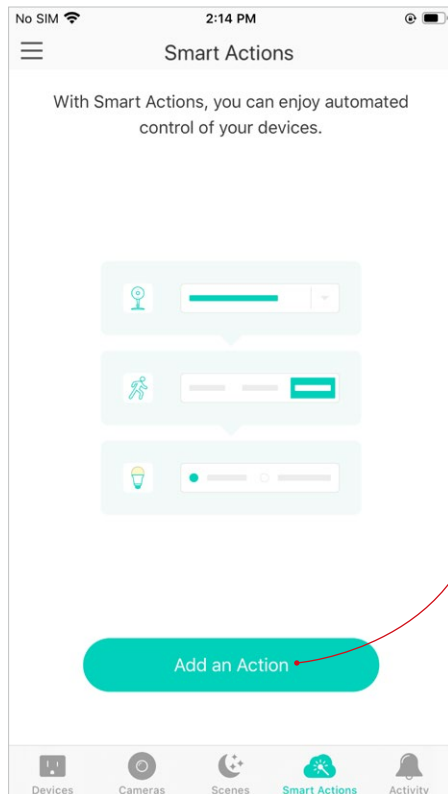 No SIM 2:14 PM
Smart Actions
With Smart Actions, you can enjoy automated
control of your devices.
Add an Action
Devices Cameras Scenes Smart Actions Activity